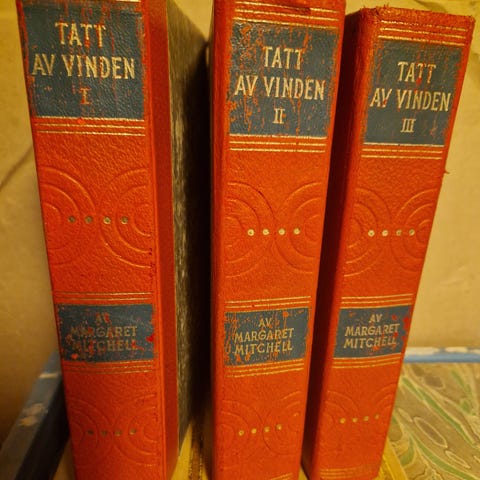 TATT
AV VINDEN
I
AV
MARGARET
MITCHELL
TATT
AV VINDEN
II
AV
MARGARET
MITCHELL
TATT
AV VINDEN
III
AV
MARGARET
MITCHELL